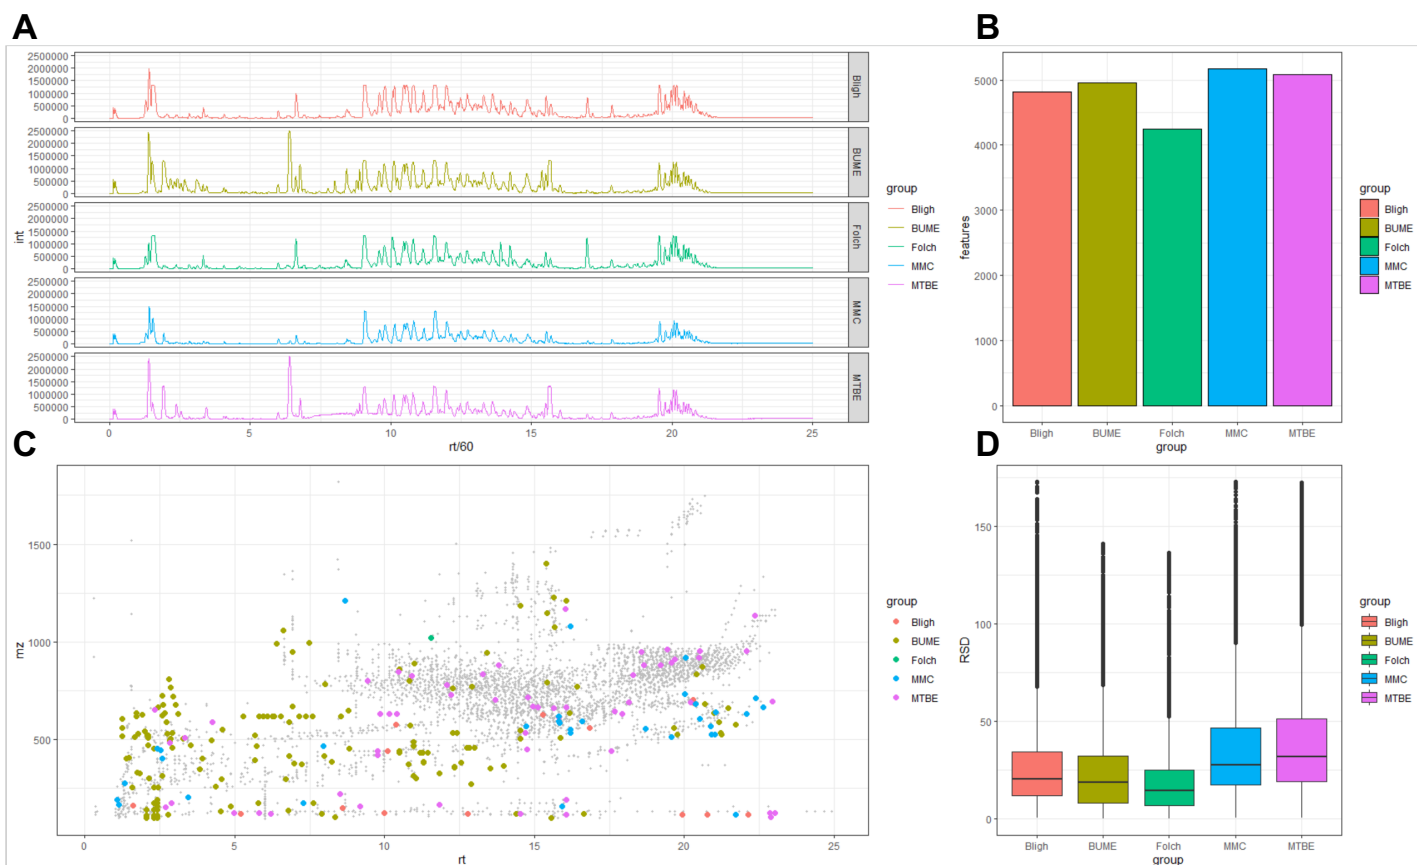 A
2500000
2000000
1500000
1000000
500000
0
Bligh
2500000
2000000
1500000
1000000
500000
0
BUME
2500000
2000000
1500000
1000000
500000
0
Folch
2500000
2000000
1500000
1000000
500000
0
MMC
2500000
2000000
1500000
1000000
500000
0
MTBE
int
0 5 10 15 20 25
rt/60
group
Bligh
BUME
Folch
MMC
MTBE
B
5000
4000
3000
2000
1000
0
features
Bligh BUME Folch MMC MTBE
group
group
Bligh
BUME
Folch
MMC
MTBE
C
1500
1000
500
mz
0 5 10 15 20 25
rt
group
Bligh
BUME
Folch
MMC
MTBE
D
150
100
50
0
RSD
Bligh BUME Folch MMC MTBE
group
group
Bligh
BUME
Folch
MMC
MTBE